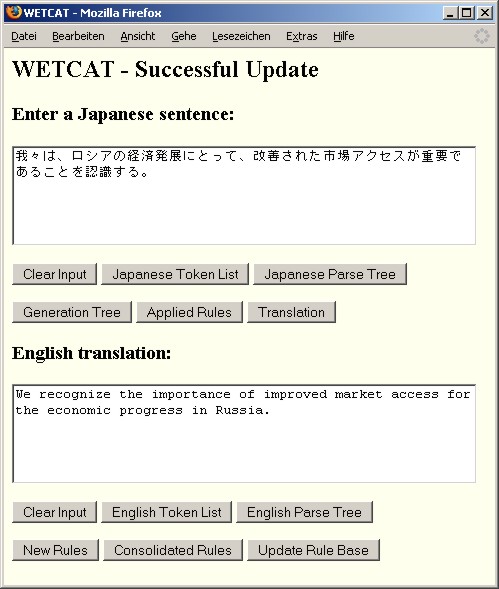 WETCAT - Mozilla Firefox
Datei Bearbeiten Ansicht Gehe Lesezeichen Extras Hilfe
WETCAT - Successful Update
Enter a Japanese sentence:
我々は、ロシアの経済発展にとって、改善された市場アクセスが重要で
あることを認識する。
Clear Input Japanese Token List Japanese Parse Tree
Generation Tree Applied Rules Translation
English translation:
We recognize the importance of improved market access for
the economic progress in Russia.
Clear Input English Token List English Parse Tree
New Rules Consolidated Rules Update Rule Base